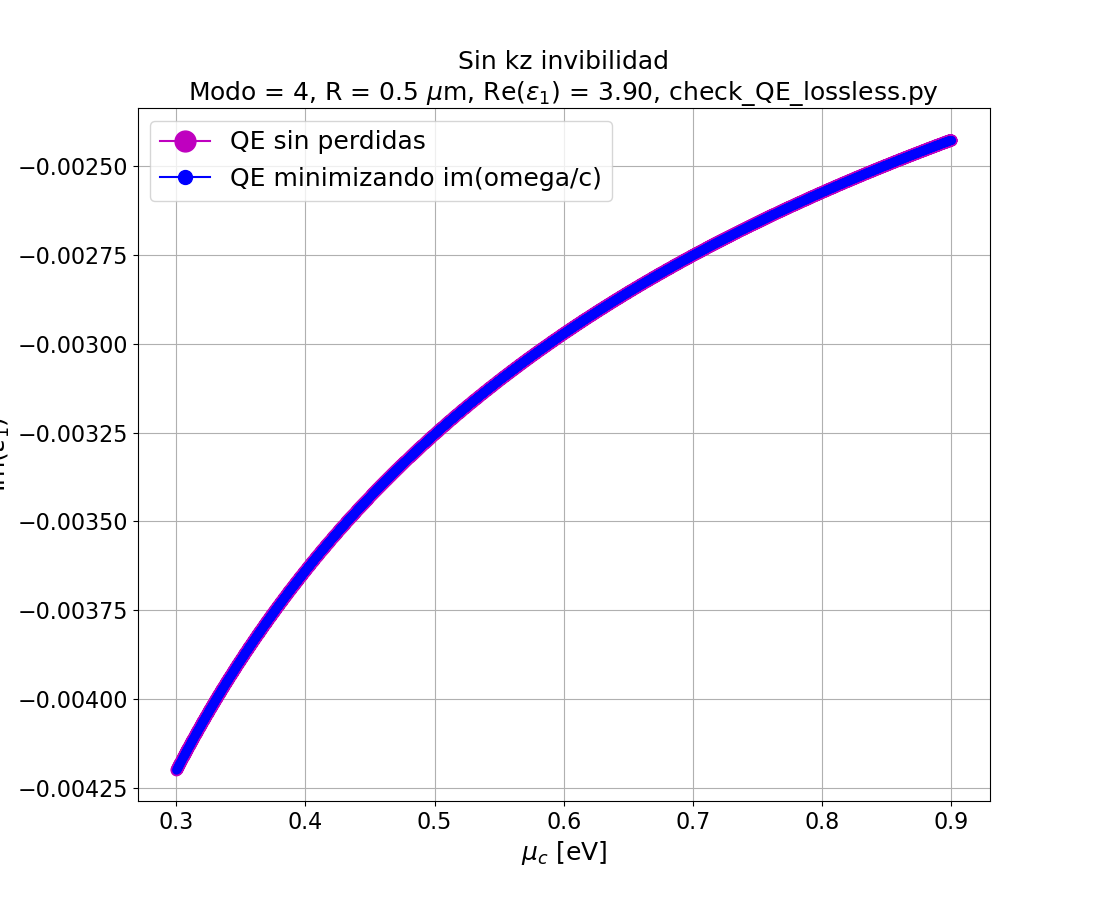 Sin kz invibilidad
Modo = 4, R = 0.5 μm, Re(ε₁) = 3.90, check_QE_lossless.py
QE sin perdidas
QE minimizando im(omega/c)
−0.00250
−0.00275
−0.00300
−0.00325
−0.00350
−0.00375
−0.00400
−0.00425
0.3 0.4 0.5 0.6 0.7 0.8 0.9
μ_c [eV]